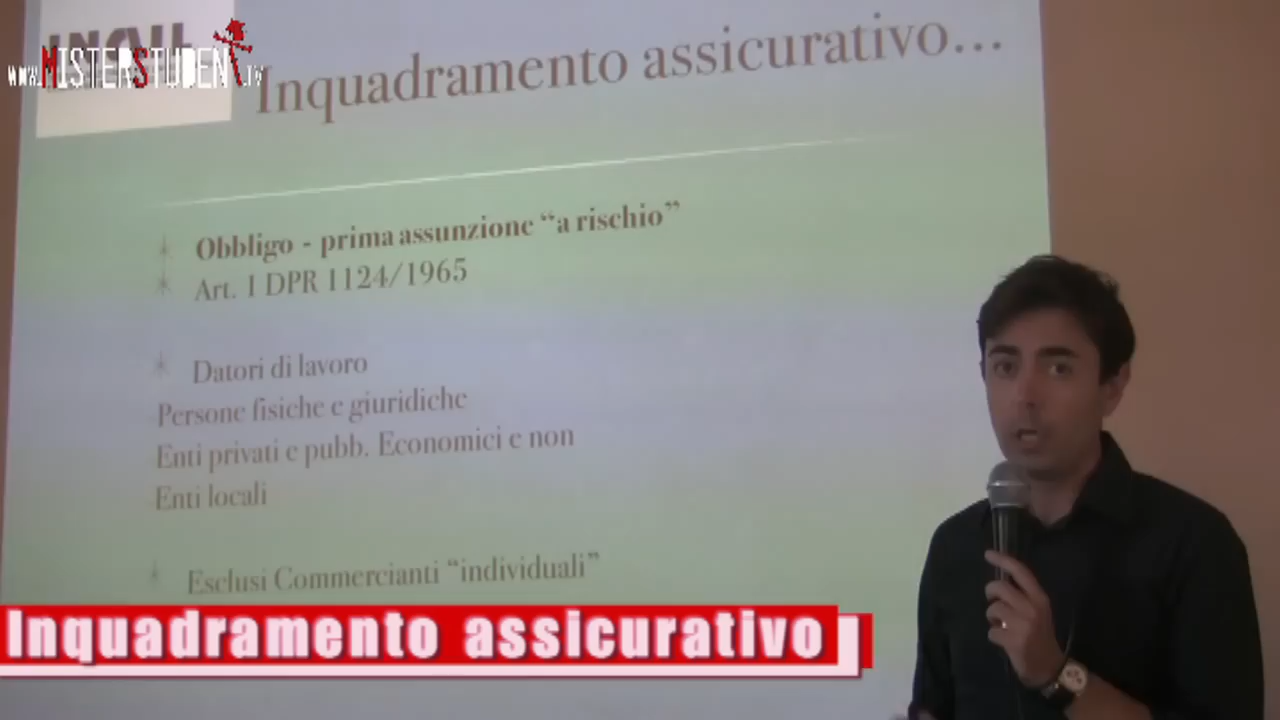 www.MISTERSTUDENT.TV
Inquadramento assicurativo...
Obbligo - prima assunzione “a rischio”
Art. 1 DPR 1124/1965
Datori di lavoro
Persone fisiche e giuridiche
Enti privati e pubb. Economici e non
Enti locali
Esclusi Commercianti “individuali”
Inquadramento assicurativo